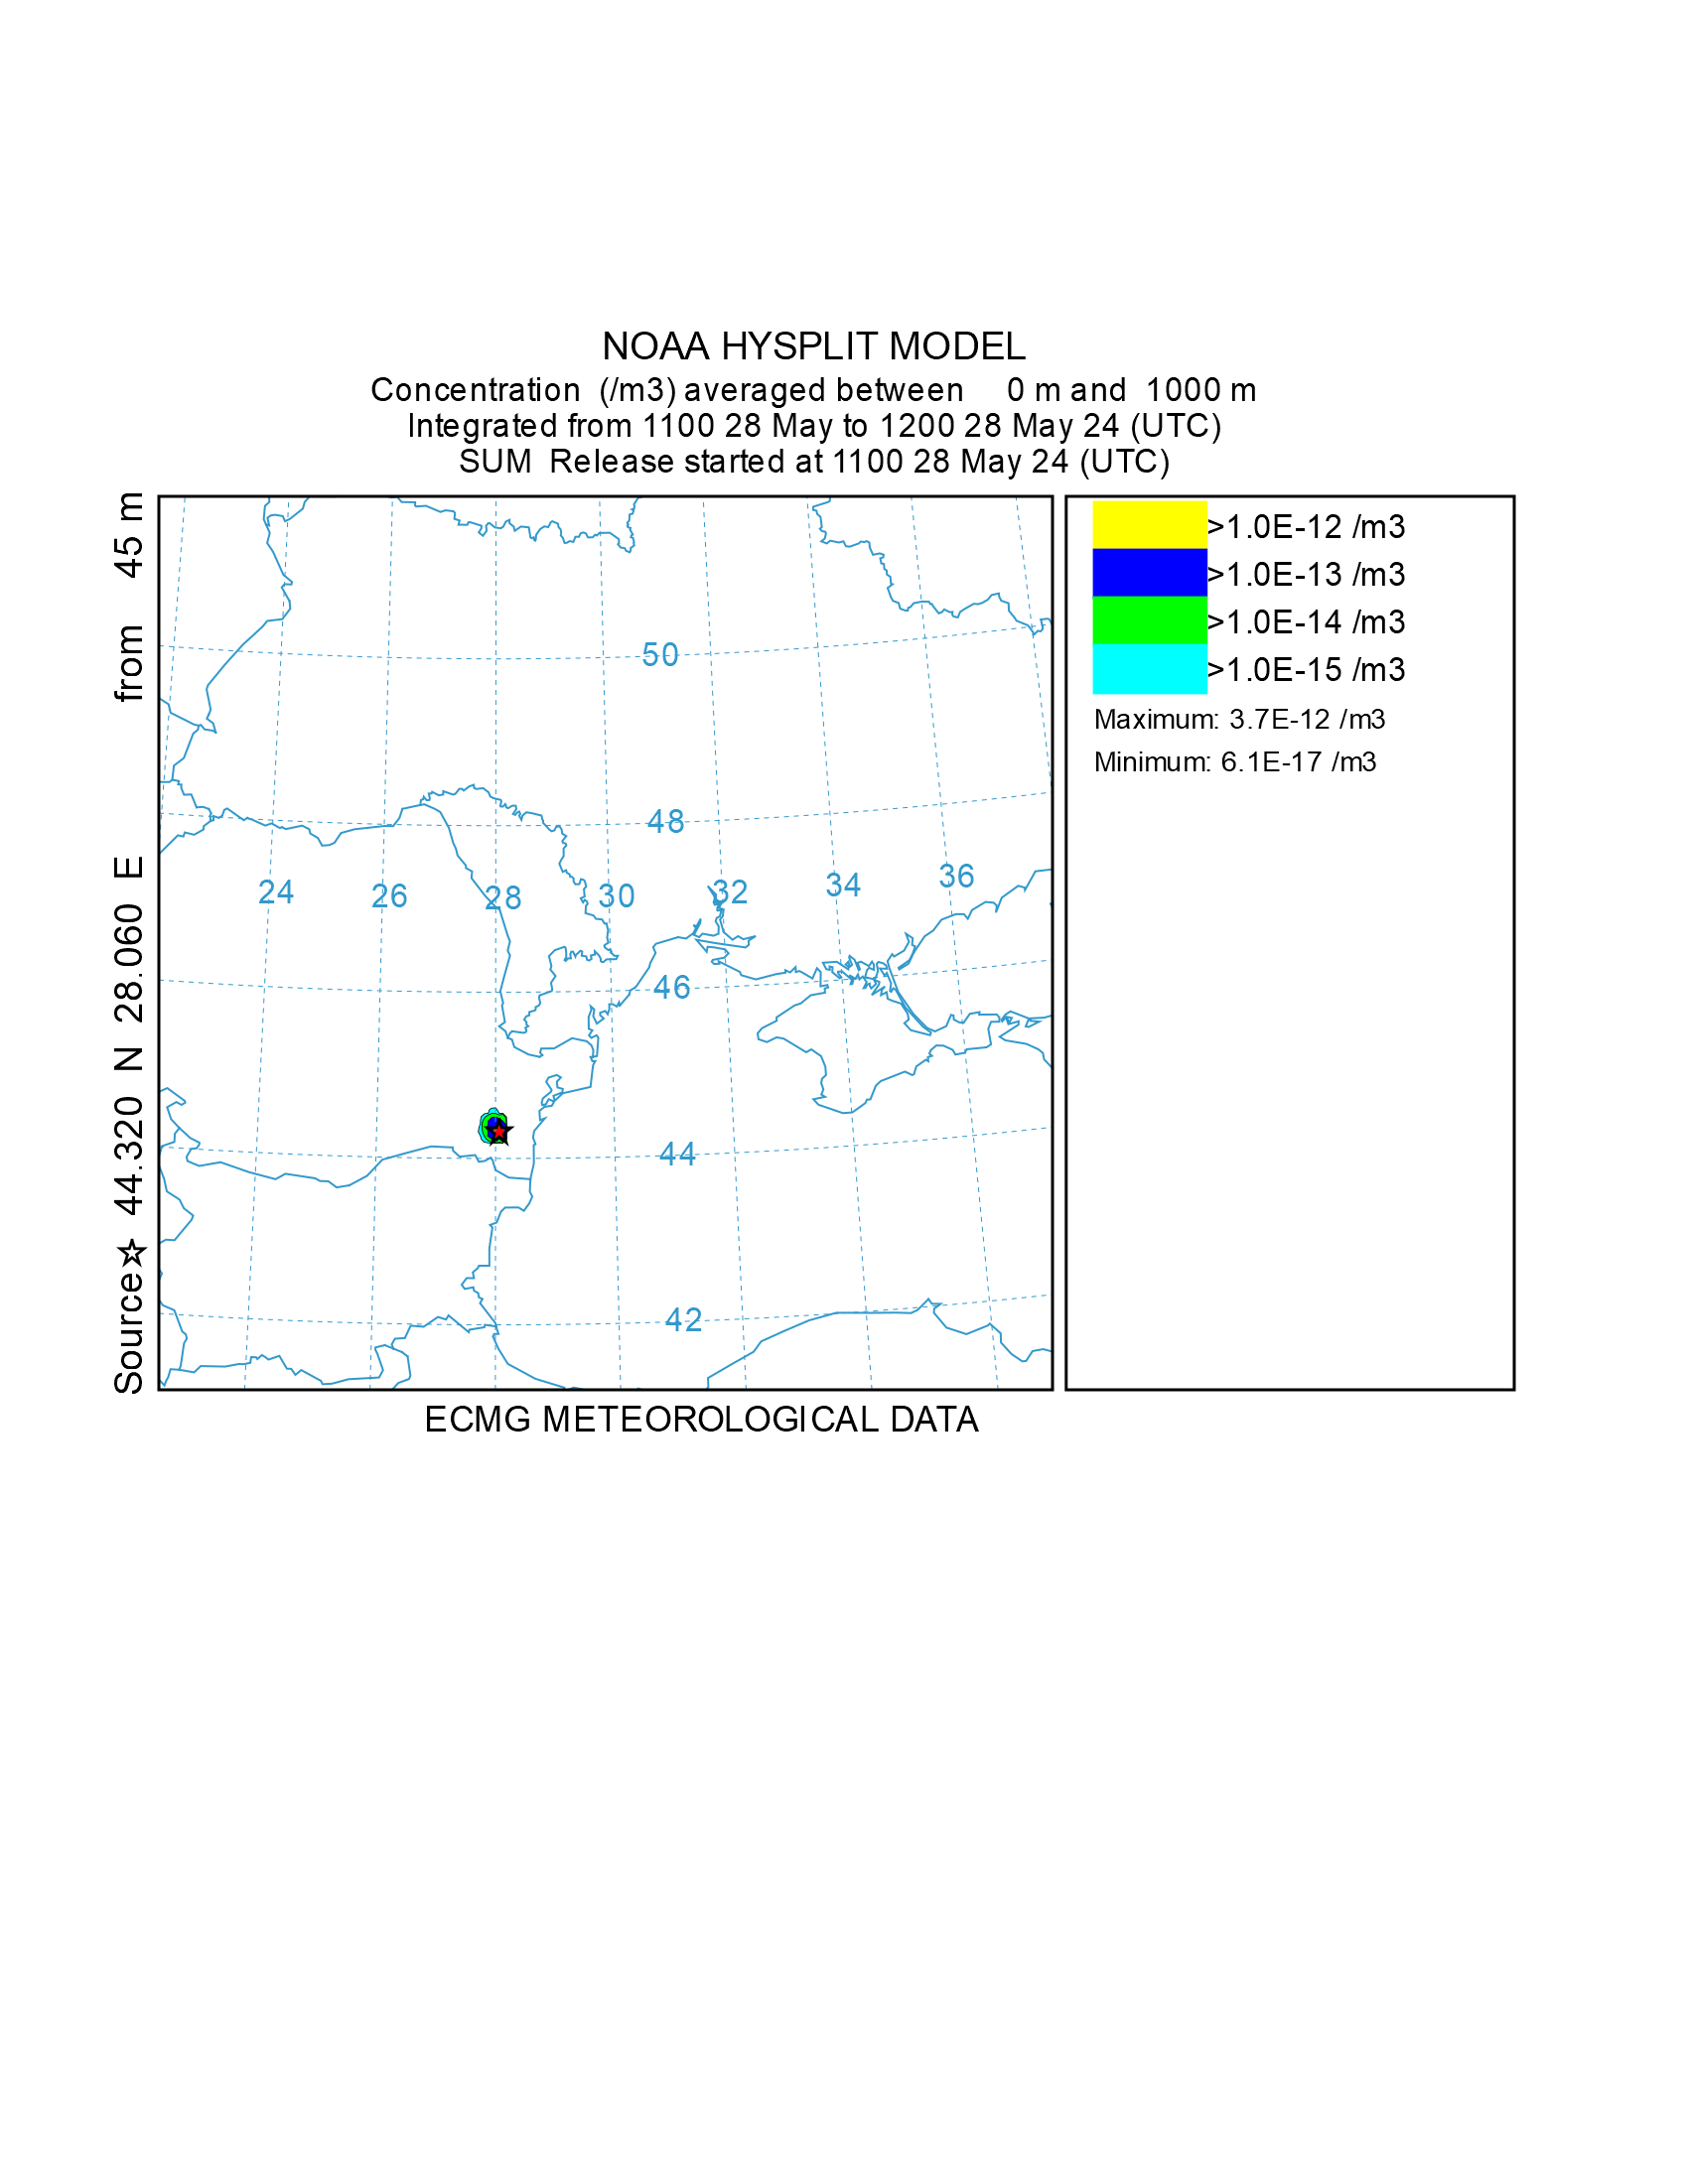 NOAA HYSPLIT MODEL
Concentration (/m3) averaged between 0 m and 1000 m
Integrated from 1100 28 May to 1200 28 May 24 (UTC)
SUM Release started at 1100 28 May 24 (UTC)
Source☆ 44.320 N 28.060 E from 45 m
50
48
24 26 28 30 32 34 36
46
44
42
>1.0E-12 /m3
>1.0E-13 /m3
>1.0E-14 /m3
>1.0E-15 /m3
Maximum: 3.7E-12 /m3
Minimum: 6.1E-17 /m3
ECMG METEOROLOGICAL DATA